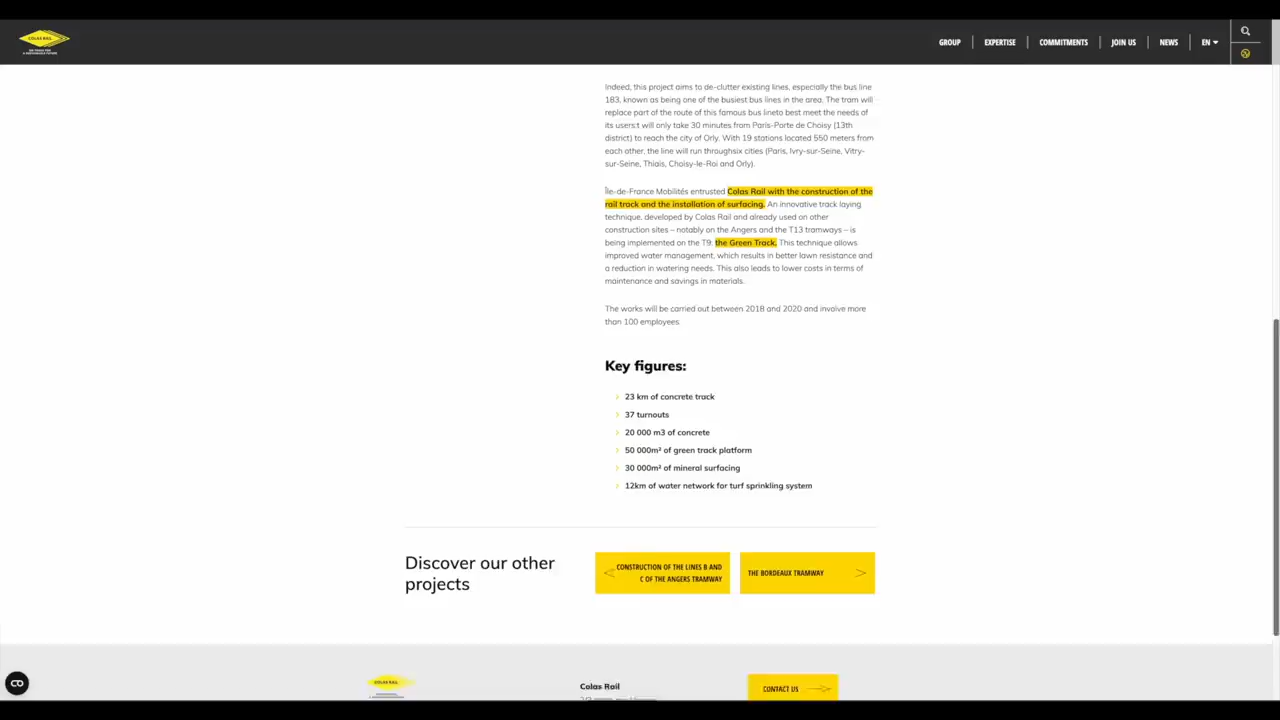 COLAS RAIL
GROUP
EXPERTISE
COMMITMENTS
JOIN US
NEWS
EN
Indeed, this project aims to de-clutter existing lines, especially the bus line
183, known as being one of the busiest bus lines in the area. The tram will
replace part of the route of this famous bus lineto best meet the needs of
its users:t will only take 30 minutes from Paris-Porte de Choisy (13th
district) to reach the city of Orly. With 19 stations located 550 meters from
each other, the line will run throughsix cities (Paris, Ivry-sur-Seine, Vitry-
sur-Seine, Thiais, Choisy-le-Roi and Orly).
Île-de-France Mobilités entrusted Colas Rail with the construction of the
rail track and the installation of surfacing. An innovative track laying
technique, developed by Colas Rail and already used on other
construction sites – notably on the Angers and the T13 tramways – is
being implemented on the T9: the Green Track. This technique allows
improved water management, which results in better lawn resistance and
a reduction in watering needs. This also leads to lower costs in terms of
maintenance and savings in materials.
The works will be carried out between 2018 and 2020 and involve more
than 100 employees.
Key figures:
23 km of concrete track
37 turnouts
20 000 m3 of concrete
50 000m² of green track platform
30 000m² of mineral surfacing
12km of water network for turf sprinkling system
Discover our other
projects
CONSTRUCTION OF THE LINES B AND
C OF THE ANGERS TRAMWAY
THE BORDEAUX TRAMWAY
COLAS RAIL
Colas Rail
CONTACT US